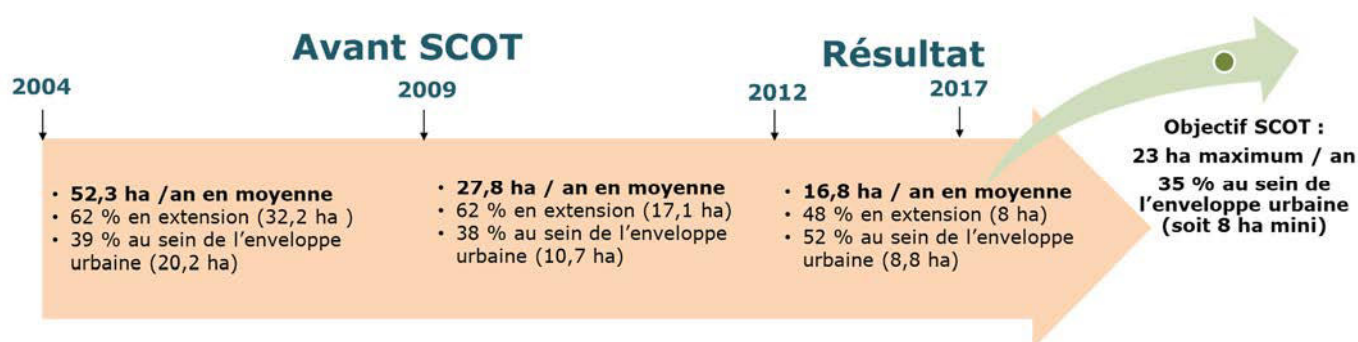 Avant SCOT
Résultat
2004
2009
2012
2017
• 52,3 ha /an en moyenne
• 62 % en extension (32,2 ha )
• 39 % au sein de l’enveloppe
urbaine (20,2 ha)
• 27,8 ha / an en moyenne
• 62 % en extension (17,1 ha)
• 38 % au sein de l’enveloppe
urbaine (10,7 ha)
• 16,8 ha / an en moyenne
• 48 % en extension (8 ha)
• 52 % au sein de l’enveloppe
urbaine (8,8 ha)
Objectif SCOT :
23 ha maximum / an
35 % au sein de
l’enveloppe urbaine
(soit 8 ha mini)